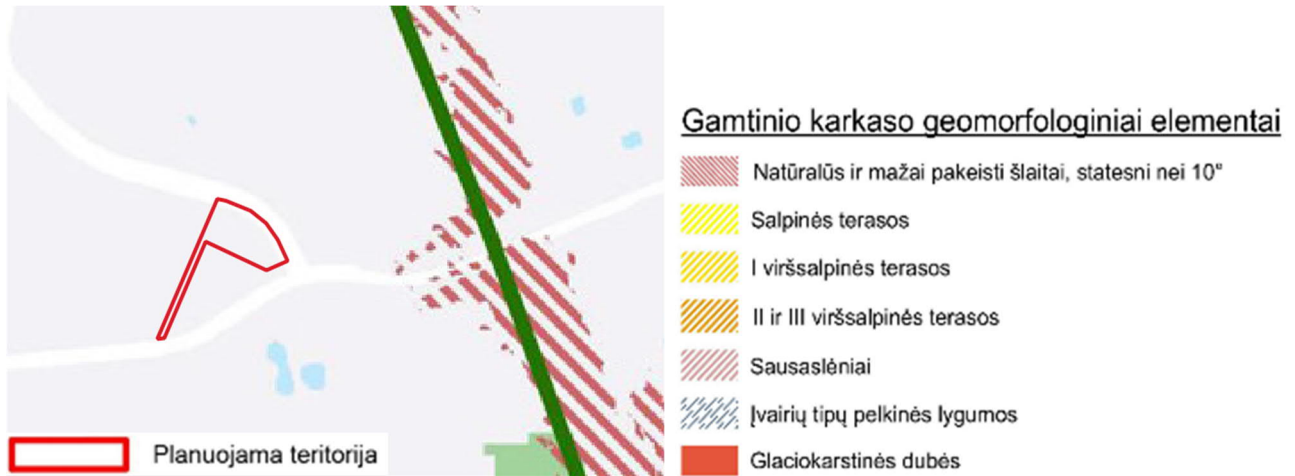 Planuojama teritorija
Gamtinio karkaso geomorfologiniai elementai
Natūralūs ir mažai pakeisti šlaitai, statesni nei 10°
Salpinės terasos
I viršsalpinės terasos
II ir III viršsalpinės terasos
Sausaslėniai
Įvairių tipų pelkinės lygumos
Glaciokarstinės dubės